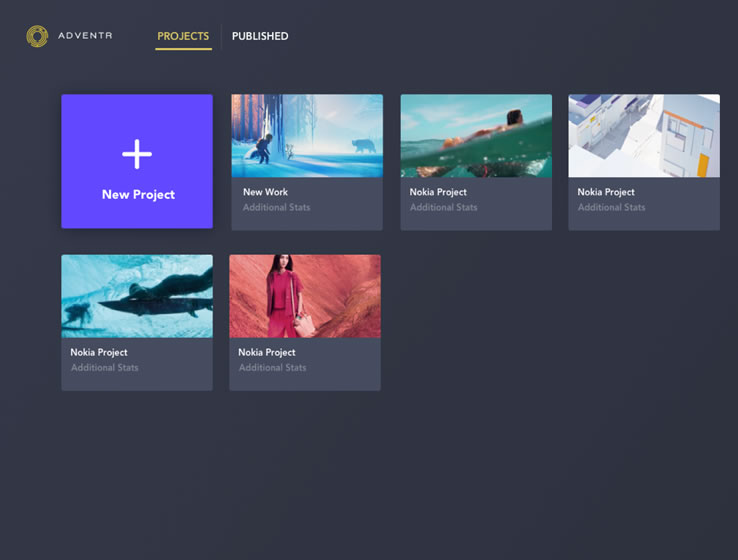 ADVENTR
PROJECTS
PUBLISHED
New Project
New Work
Additional Stats
Nokia Project
Additional Stats
Nokia Project
Additional Stats
Nokia Project
Additional Stats
Nokia Project
Additional Stats